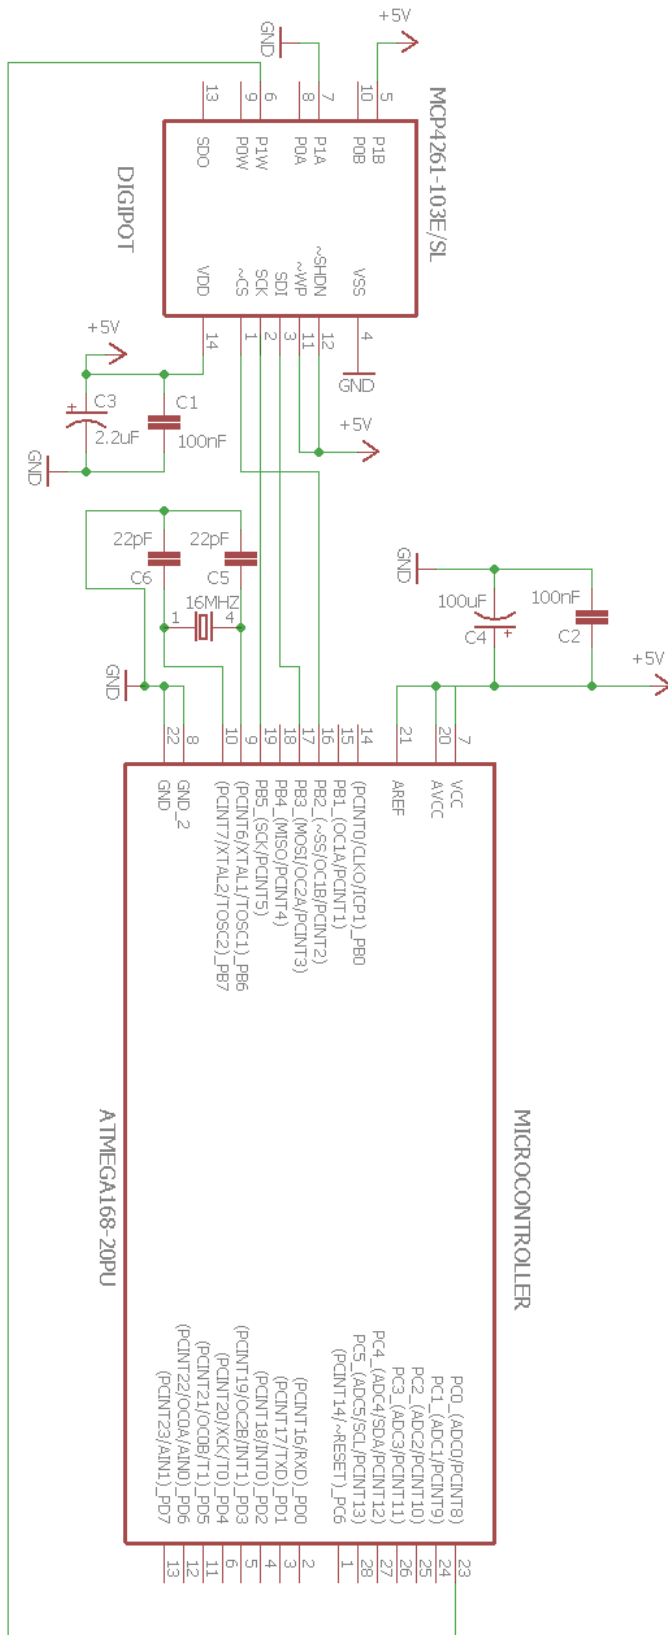 +5V
GND
13
9
6
8
7
10
5
SDO
P0W
P1W
P0A
P1A
P0B
P1B
MCP4261-103E/SL
DIGIPOT
VDD
~CS
SCK
SDI
~WP
~SHDN
VSS
14
1
2
3
11
12
4
GND
+5V
C3
2.2uF
C1
100nF
GND
+5V
22pF
C6
22pF
C5
1
16MHZ
4
GND
GND
100uF
C4
100nF
C2
+5V
22
8
10
9
19
18
17
16
15
14
21
20
7
GND
GND_2
(PCINT7/XTAL2/TOSC2)_PB7
(PCINT6/XTAL1/TOSC1)_PB6
PB5_(SCK/PCINT5)
PB4_(MISO/PCINT4)
PB3_(MOSI/OC2A/PCINT3)
PB2_(~SS/OC1B/PCINT2)
PB1_(OC1A/PCINT1)
(PCINT0/CLKO/ICP1)_PB0
AREF
AVCC
VCC
ATMEGA168-20PU
MICROCONTROLLER
(PCINT23/AIN1)_PD7
(PCINT22/OC0A/AIN0)_PD6
(PCINT21/OC0B/T1)_PD5
(PCINT20/XCK/T0)_PD4
(PCINT19/OC2B/INT1)_PD3
(PCINT18/INT0)_PD2
(PCINT17/TXD)_PD1
(PCINT16/RXD)_PD0
(PCINT14/~RESET)_PC6
PC5_(ADC5/SCL/PCINT13)
PC4_(ADC4/SDA/PCINT12)
PC3_(ADC3/PCINT11)
PC2_(ADC2/PCINT10)
PC1_(ADC1/PCINT9)
PC0_(ADC0/PCINT8)
13
12
11
6
5
4
3
2
1
28
27
26
25
24
23